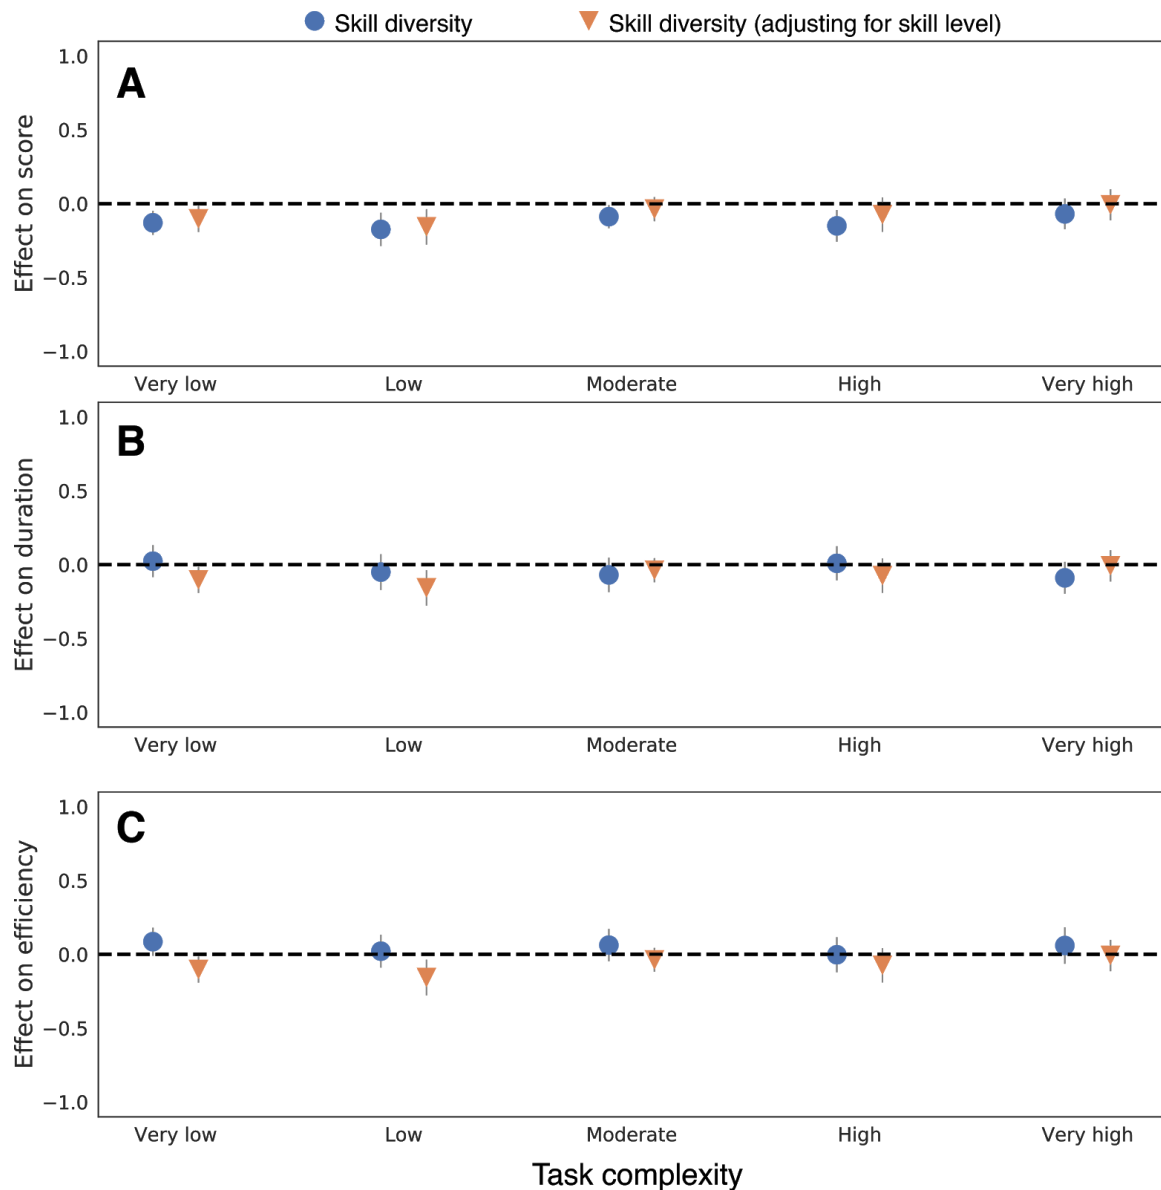 Skill diversity Skill diversity (adjusting for skill level)
A
Effect on score
1.0
0.5
0.0
−0.5
−1.0
Very low Low Moderate High Very high
B
Effect on duration
1.0
0.5
0.0
−0.5
−1.0
Very low Low Moderate High Very high
C
Effect on efficiency
1.0
0.5
0.0
−0.5
−1.0
Very low Low Moderate High Very high
Task complexity